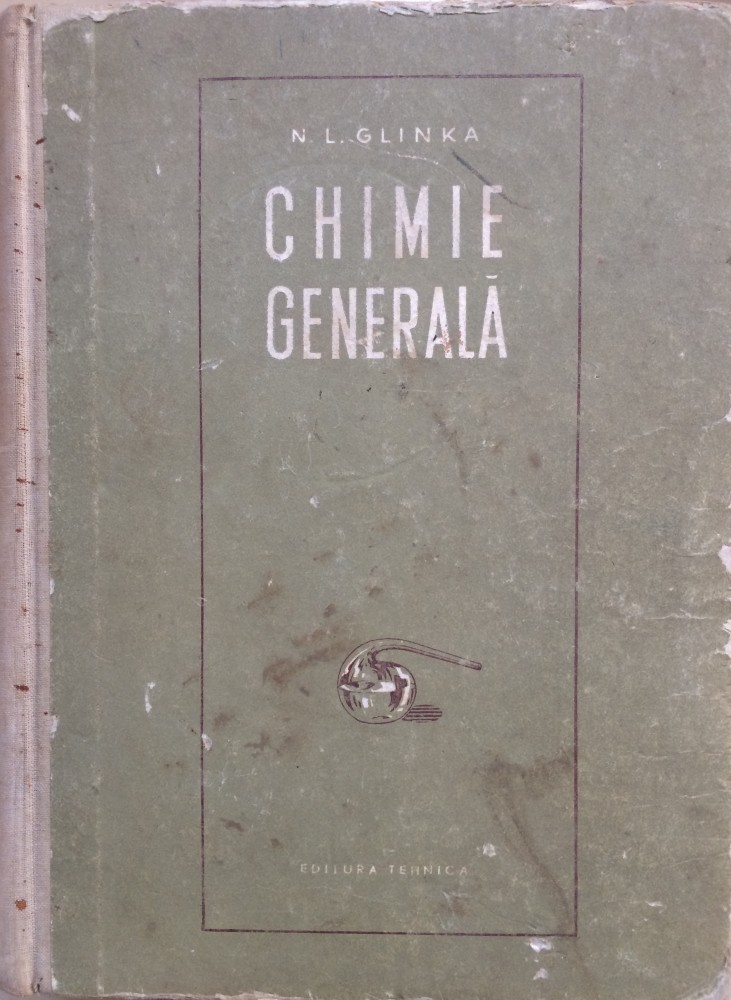 N. L. GLINKA
CHIMIE
GENERALĂ
EDITURA TEHNICA